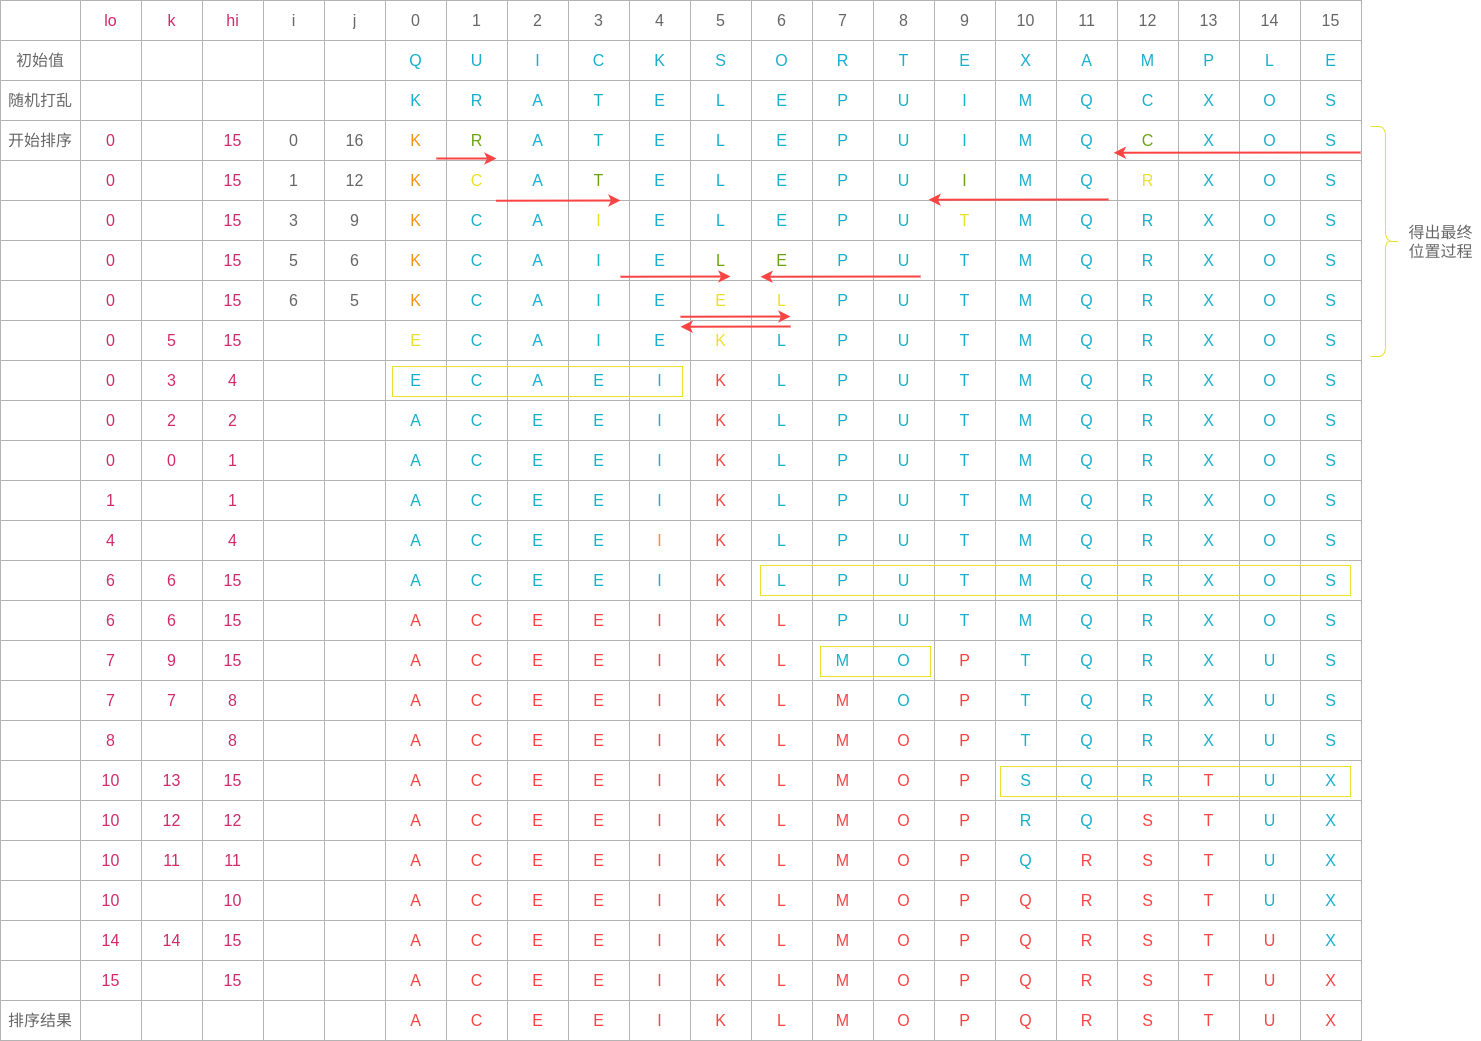 lo k hi i j 0 1 2 3 4 5 6 7 8 9 10 11 12 13 14 15
初始值 Q U I C K S O R T E X A M P L E
随机打乱 K R A T E L E P U I M Q C X O S
开始排序 0 15 0 16 K R A T E L E P U I M Q C X O S
0 15 1 12 K C A T E L E P U I M Q R X O S
0 15 3 9 K C A I E L E P U T M Q R X O S
得出最终
位置过程
0 15 5 6 K C A I E L E P U T M Q R X O S
0 15 6 5 K C A I E E L P U T M Q R X O S
0 5 15 E C A I E K L P U T M Q R X O S
0 3 4 E C A E I K L P U T M Q R X O S
0 2 2 A C E E I K L P U T M Q R X O S
0 0 1 A C E E I K L P U T M Q R X O S
1 1 A C E E I K L P U T M Q R X O S
4 4 A C E E I K L P U T M Q R X O S
6 6 15 A C E E I K L P U T M Q R X O S
6 6 15 A C E E I K L P U T M Q R X O S
7 9 15 A C E E I K L M O P T Q R X U S
7 7 8 A C E E I K L M O P T Q R X U S
8 8 A C E E I K L M O P T Q R X U S
10 13 15 A C E E I K L M O P S Q R T U X
10 12 12 A C E E I K L M O P R Q S T U X
10 11 11 A C E E I K L M O P Q R S T U X
10 10 A C E E I K L M O P Q R S T U X
14 14 15 A C E E I K L M O P Q R S T U X
15 15 A C E E I K L M O P Q R S T U X
排序结果 A C E E I K L M O P Q R S T U X